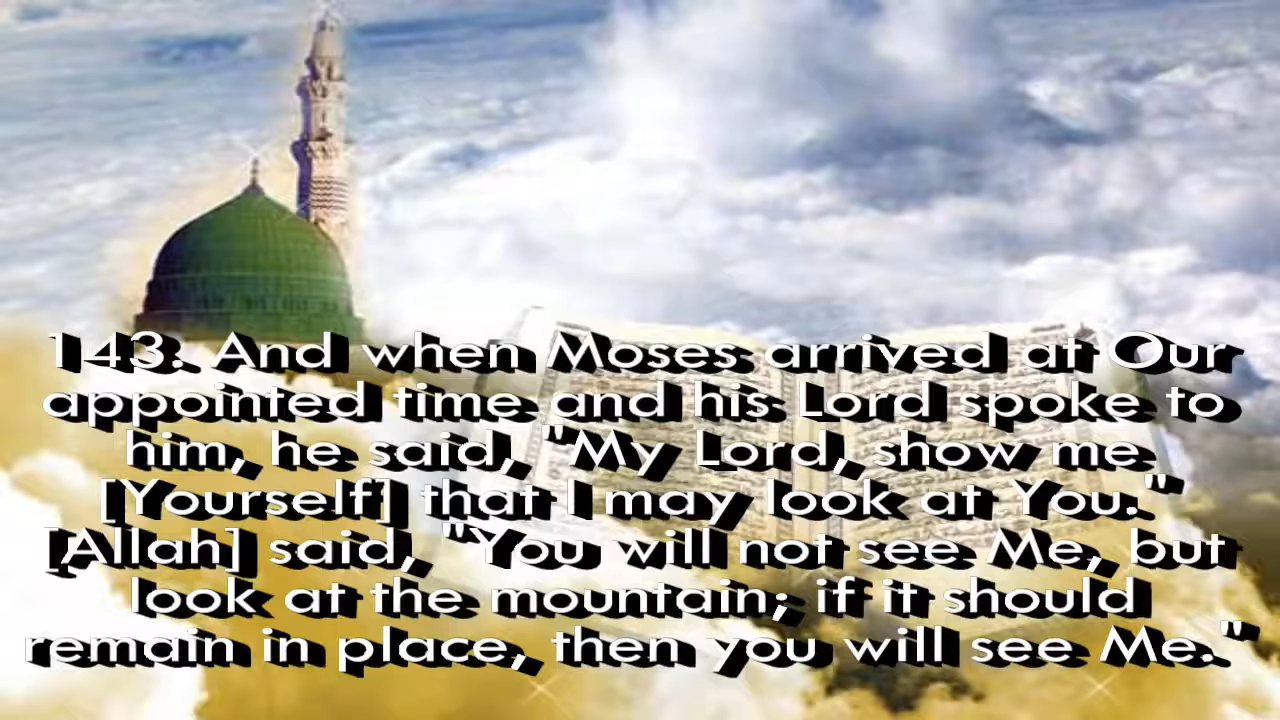 143. And when Moses arrived at Our
appointed time and his Lord spoke to
him, he said, "My Lord, show me
[Yourself] that I may look at You."
[Allah] said, "You will not see Me, but
look at the mountain; if it should
remain in place, then you will see Me."